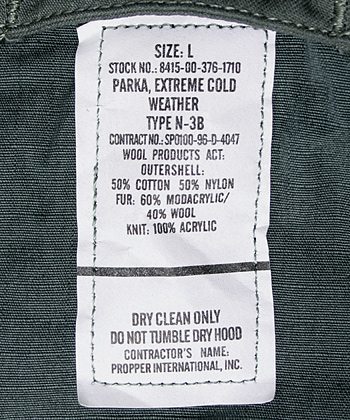 SIZE: L
STOCK NO.: 8415-00-376-1710
PARKA, EXTREME COLD
WEATHER
TYPE N-3B
CONTRACT NO.: SPO100-96-D-4047
WOOL PRODUCTS ACT:
OUTERSHELL:
50% COTTON 50% NYLON
FUR: 60% MODACRYLIC/
40% WOOL
KNIT: 100% ACRYLIC
DRY CLEAN ONLY
DO NOT TUMBLE DRY HOOD
CONTRACTOR'S NAME:
PROPPER INTERNATIONAL, INC.